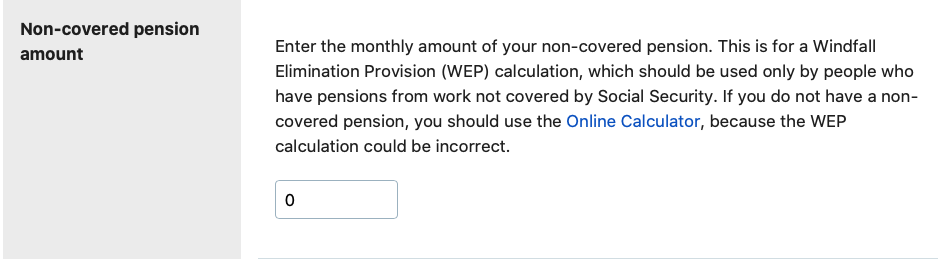 Non-covered pension
amount
Enter the monthly amount of your non-covered pension. This is for a Windfall
Elimination Provision (WEP) calculation, which should be used only by people who
have pensions from work not covered by Social Security. If you do not have a non-
covered pension, you should use the Online Calculator, because the WEP
calculation could be incorrect.
0